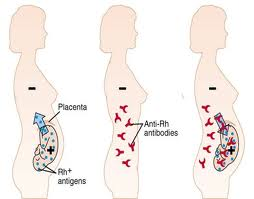 Placenta
Rh+
antigens
Anti-Rh
antibodies
-
+
-
-
+